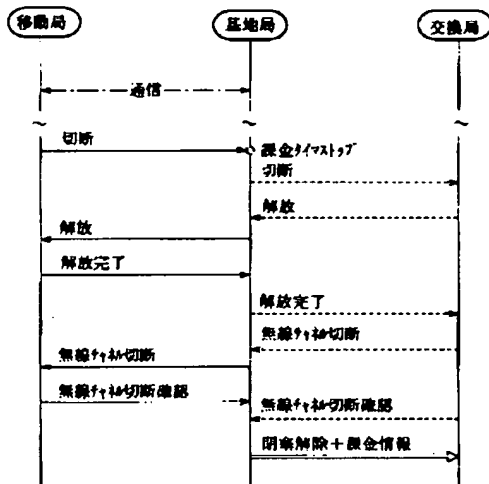 移動局
基地局
交換局
通信
切断
課金タイマストップ
切断
解放
解放
解放完了
解放完了
無線チャネル切断
無線チャネル切断
無線チャネル切断確認
無線チャネル切断確認
閉塞解除+課金情報